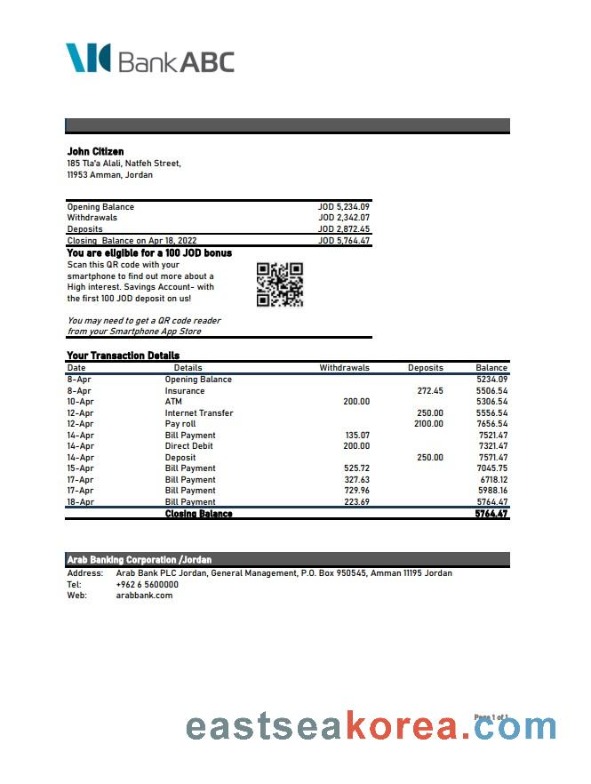 BankABC
John Citizen
185 Tla'a Alali, Natfeh Street,
11953 Amman, Jordan
Opening Balance JOD 5,234.09
Withdrawals JOD 2,342.07
Deposits JOD 2,872.45
Closing Balance on Apr 18, 2022 JOD 5,764.47
You are eligible for a 100 JOD bonus
Scan this QR code with your
smartphone to find out more about a
High interest. Savings Account- with
the first 100 JOD deposit on us!
You may need to get a QR code reader
from your Smartphone App Store
Your Transaction Details
Date Details Withdrawals Deposits Balance
8-Apr Opening Balance 5234.09
8-Apr Insurance 272.45 5506.54
10-Apr ATM 200.00 5306.54
12-Apr Internet Transfer 250.00 5556.54
12-Apr Pay roll 2100.00 7656.54
14-Apr Bill Payment 135.07 7521.47
14-Apr Direct Debit 200.00 7321.47
14-Apr Deposit 250.00 7571.47
15-Apr Bill Payment 525.72 7045.75
17-Apr Bill Payment 327.63 6718.12
17-Apr Bill Payment 729.96 5988.16
18-Apr Bill Payment 223.69 5764.47
Closing Balance 5764.47
Arab Banking Corporation /Jordan
Address: Arab Bank PLC Jordan, General Management, P.O. Box 950545, Amman 11195 Jordan
Tel: +962 6 5600000
Web: arabbank.com
Page 1 of 1
eastseakorea.com